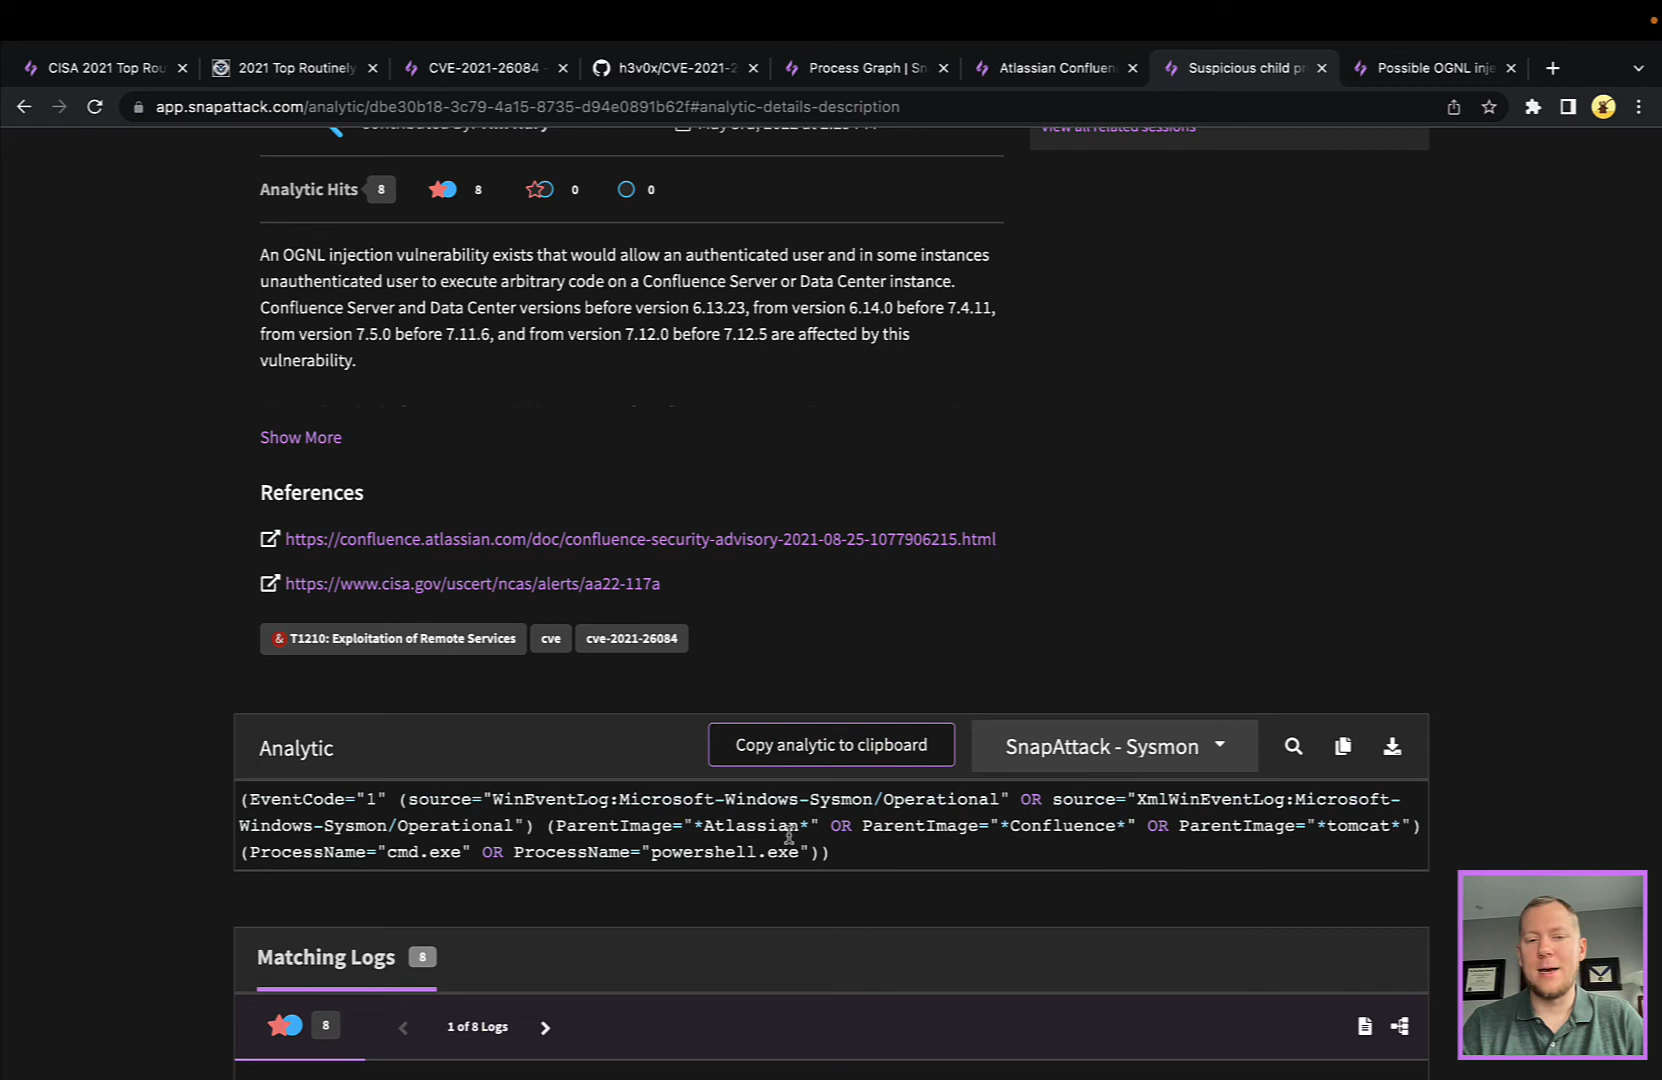 CISA 2021 Top Rou
2021 Top Routinely
CVE-2021-26084 -
h3v0x/CVE-2021-2
Process Graph | Sn
Atlassian Confluen
Suspicious child pr
Possible OGNL inje
app.snapattack.com/analytic/dbe30b18-3c79-4a15-8735-d94e0891b62f#analytic-details-description
View all related sessions
Analytic Hits 8 8 0 0
An OGNL injection vulnerability exists that would allow an authenticated user and in some instances
unauthenticated user to execute arbitrary code on a Confluence Server or Data Center instance.
Confluence Server and Data Center versions before version 6.13.23, from version 6.14.0 before 7.4.11,
from version 7.5.0 before 7.11.6, and from version 7.12.0 before 7.12.5 are affected by this
vulnerability.
Show More
References
https://confluence.atlassian.com/doc/confluence-security-advisory-2021-08-25-1077906215.html
https://www.cisa.gov/uscert/ncas/alerts/aa22-117a
& T1210: Exploitation of Remote Services cve cve-2021-26084
Analytic Copy analytic to clipboard SnapAttack - Sysmon
(EventCode="1" (source="WinEventLog:Microsoft-Windows-Sysmon/Operational" OR source="XmlWinEventLog:Microsoft-
Windows-Sysmon/Operational") (ParentImage="*Atlassian*" OR ParentImage="*Confluence*" OR ParentImage="*tomcat*")
(ProcessName="cmd.exe" OR ProcessName="powershell.exe"))
Matching Logs 8
8 1 of 8 Logs